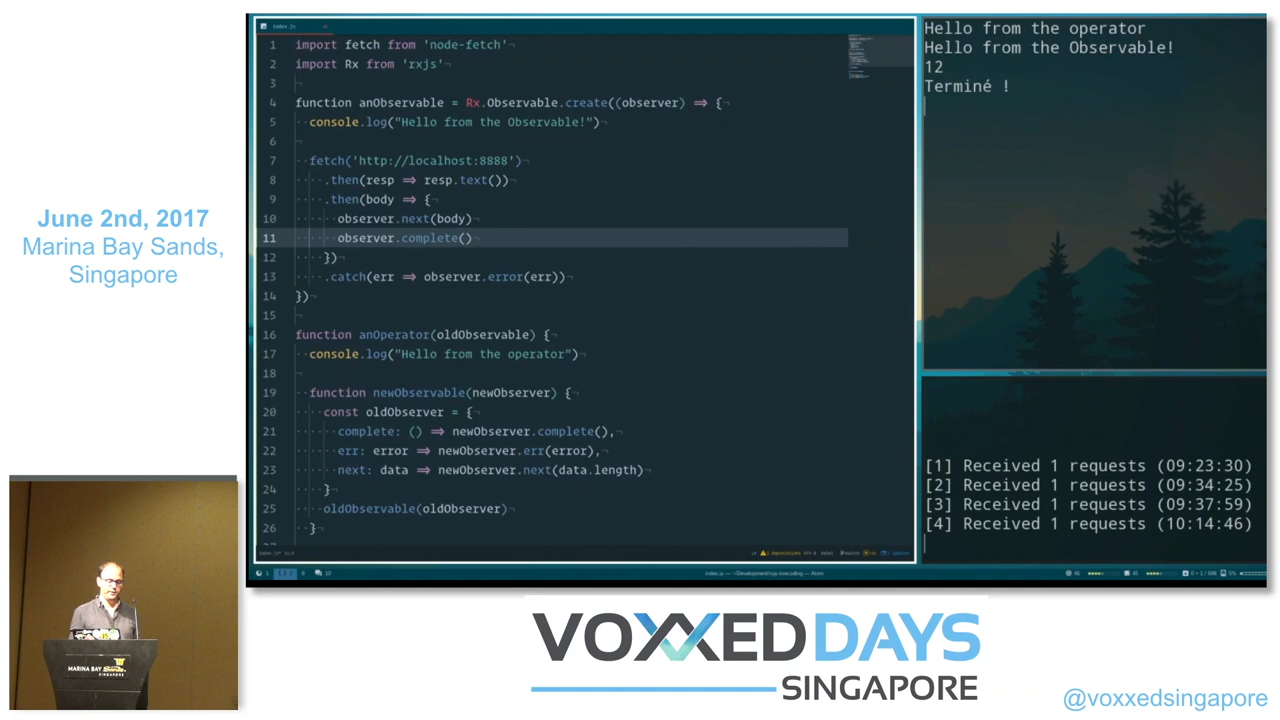 June 2nd, 2017
Marina Bay Sands,
Singapore
index.js
1 import fetch from 'node-fetch'
2 import Rx from 'rxjs'
3
4 function anObservable = Rx.Observable.create((observer) => {
5 console.log("Hello from the Observable!")
6
7 fetch('http://localhost:8888')
8 .then(resp => resp.text())
9 .then(body => {
10 observer.next(body)
11 observer.complete()
12 })
13 .catch(err => observer.error(err))
14 })
15
16 function anOperator(oldObservable) {
17 console.log("Hello from the operator")
18
19 function newObservable(newObserver) {
20 const oldObserver = {
21 complete: () => newObserver.complete(),
22 err: error => newObserver.err(error),
23 next: data => newObserver.next(data.length)
24 }
25 oldObservable(oldObserver)
26 }
Hello from the operator
Hello from the Observable!
12
Terminé !
[1] Received 1 requests (09:23:30)
[2] Received 1 requests (09:34:25)
[3] Received 1 requests (09:37:59)
[4] Received 1 requests (10:14:46)
MARINA BAY Sands
SINGAPORE
VOXXED DAYS
SINGAPORE
@voxxedsingapore